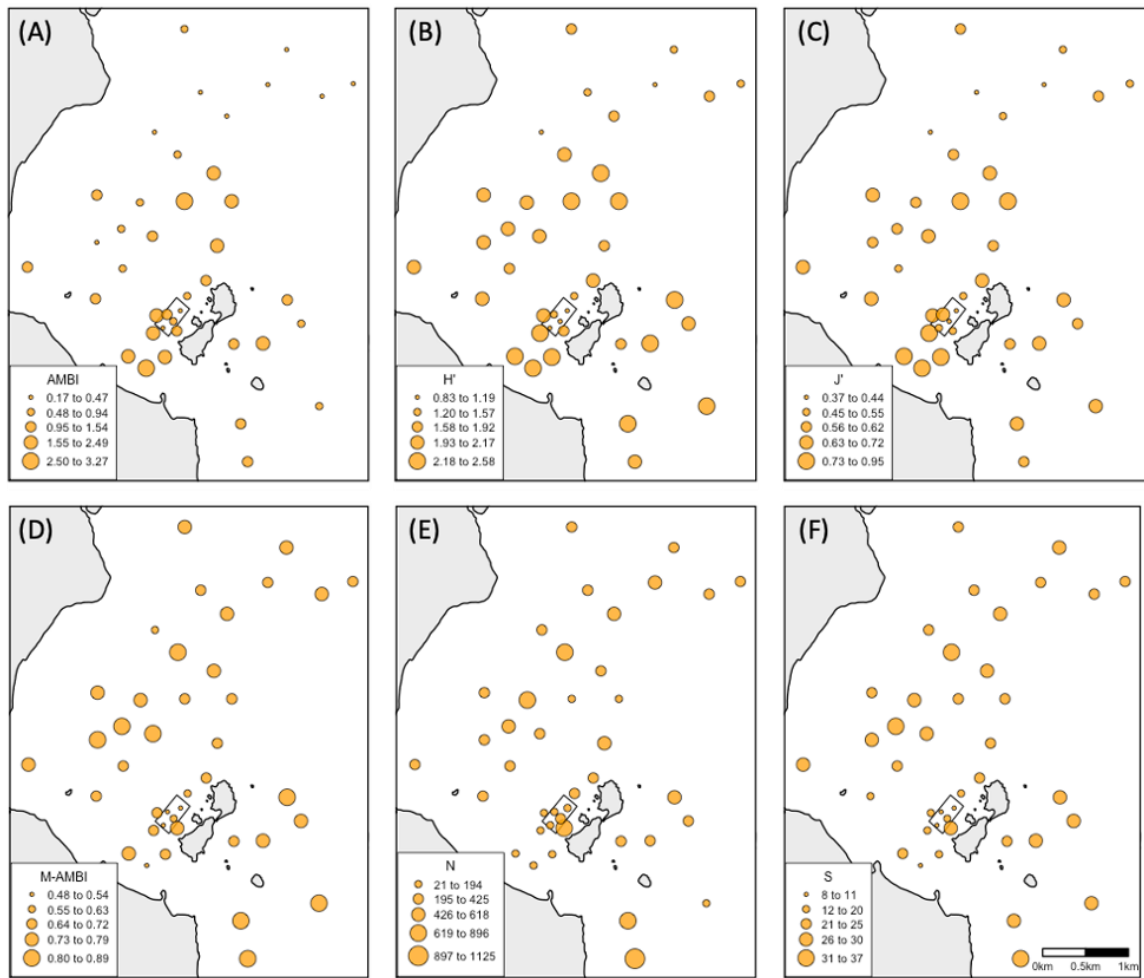 (A)
AMBI
0.17 to 0.47
0.48 to 0.94
0.95 to 1.54
1.55 to 2.49
2.50 to 3.27
(B)
H'
0.83 to 1.19
1.20 to 1.57
1.58 to 1.92
1.93 to 2.17
2.18 to 2.58
(C)
J'
0.37 to 0.44
0.45 to 0.55
0.56 to 0.62
0.63 to 0.72
0.73 to 0.95
(D)
M-AMBI
0.48 to 0.54
0.55 to 0.63
0.64 to 0.72
0.73 to 0.79
0.80 to 0.89
(E)
N
21 to 194
195 to 425
426 to 618
619 to 896
897 to 1125
(F)
S
8 to 11
12 to 20
21 to 25
26 to 30
31 to 37
0km 0.5km 1km